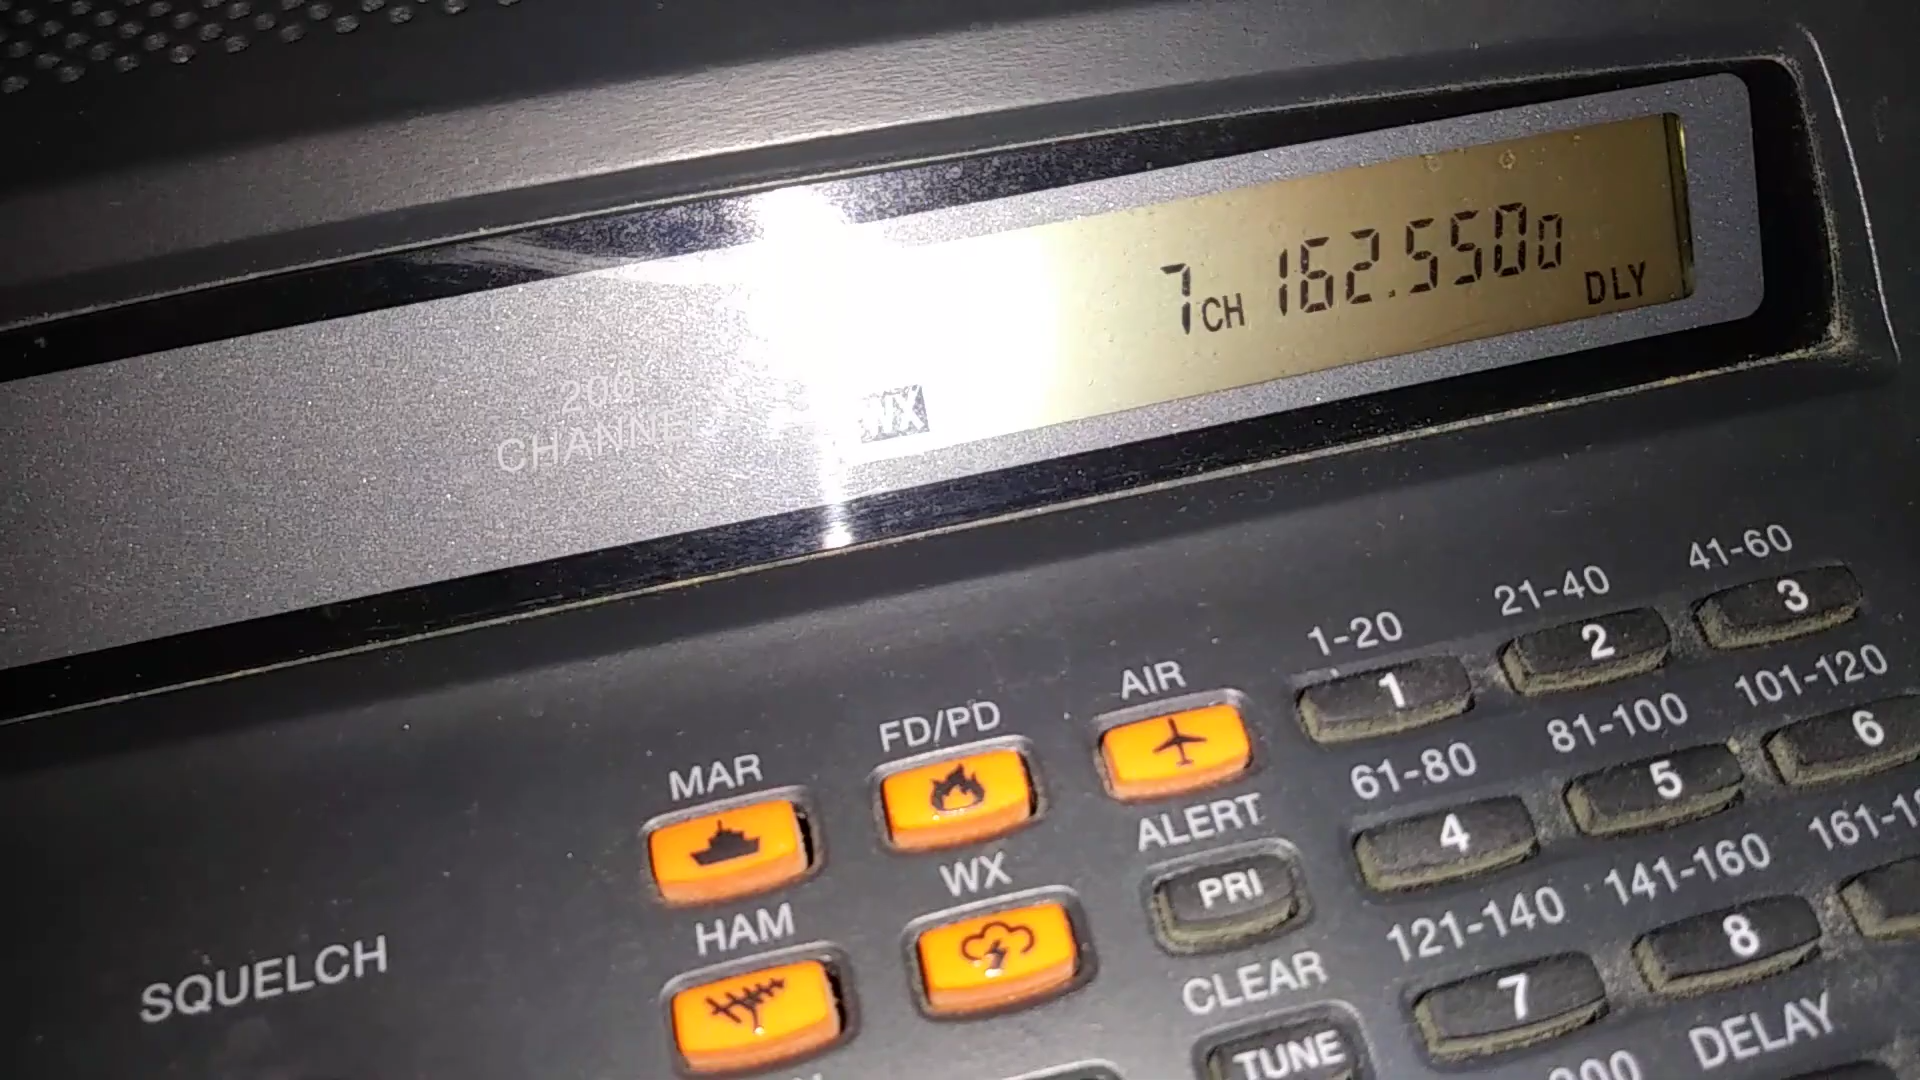 200
CHANNEL
WX
7CH 162.5500
DLY
MAR
FD/PD
AIR
1-20
21-40
41-60
1
2
3
HAM
WX
ALERT
PRI
61-80
81-100
101-120
4
5
6
SQUELCH
CLEAR
TUNE
121-140
141-160
7
8
DELAY